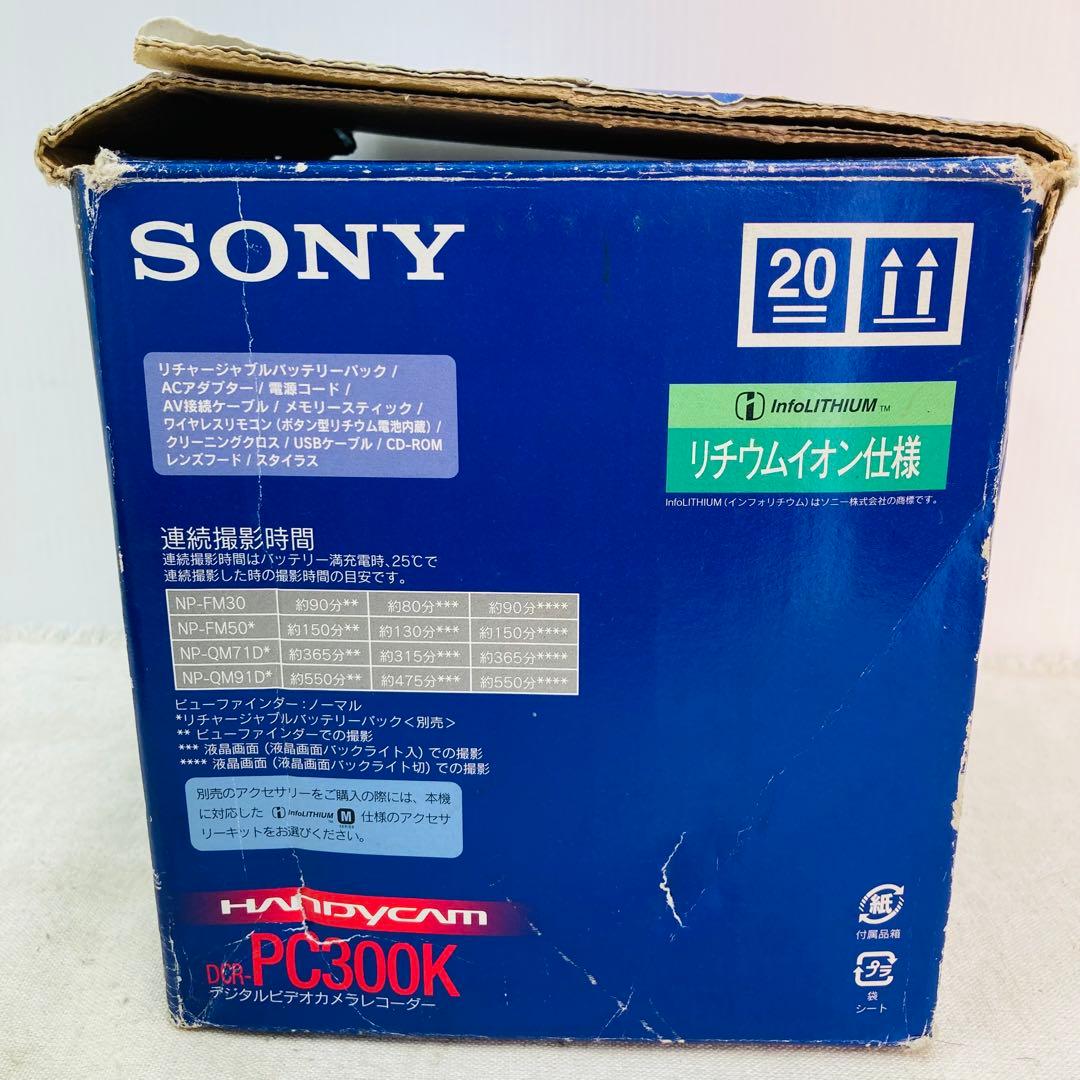 SONY
20
リチャージャブルバッテリーパック /
ACアダプター / 電源コード /
AV接続ケーブル / メモリースティック /
ワイヤレスリモコン (ボタン型リチウム電池内蔵) /
クリーニングクロス / USBケーブル / CD-ROM
レンズフード / スタイラス
InfoLITHIUM TM
リチウムイオン仕様
InfoLITHIUM (インフォリチウム) はソニー株式会社の商標です。
連続撮影時間
連続撮影時間はバッテリー満充電時、25℃で
連続撮影した時の撮影時間の目安です。
NP-FM30 約90分** 約80分*** 約90分****
NP-FM50* 約150分** 約130分*** 約150分****
NP-QM71D* 約365分** 約315分*** 約365分****
NP-QM91D* 約550分** 約475分*** 約550分****
ビューファインダー:ノーマル
*リチャージャブルバッテリーパック<別売>
** ビューファインダーでの撮影
*** 液晶画面 (液晶画面バックライト入) での撮影
**** 液晶画面 (液晶画面バックライト切) での撮影
別売のアクセサリーをご購入の際には、本機
に対応した InfoLITHIUM TM M SERIES 仕様のアクセサ
リーキットをお選びください。
HANDYCAM
DCR-PC300K
デジタルビデオカメラレコーダー
紙
付属品箱
プラ
袋
シート